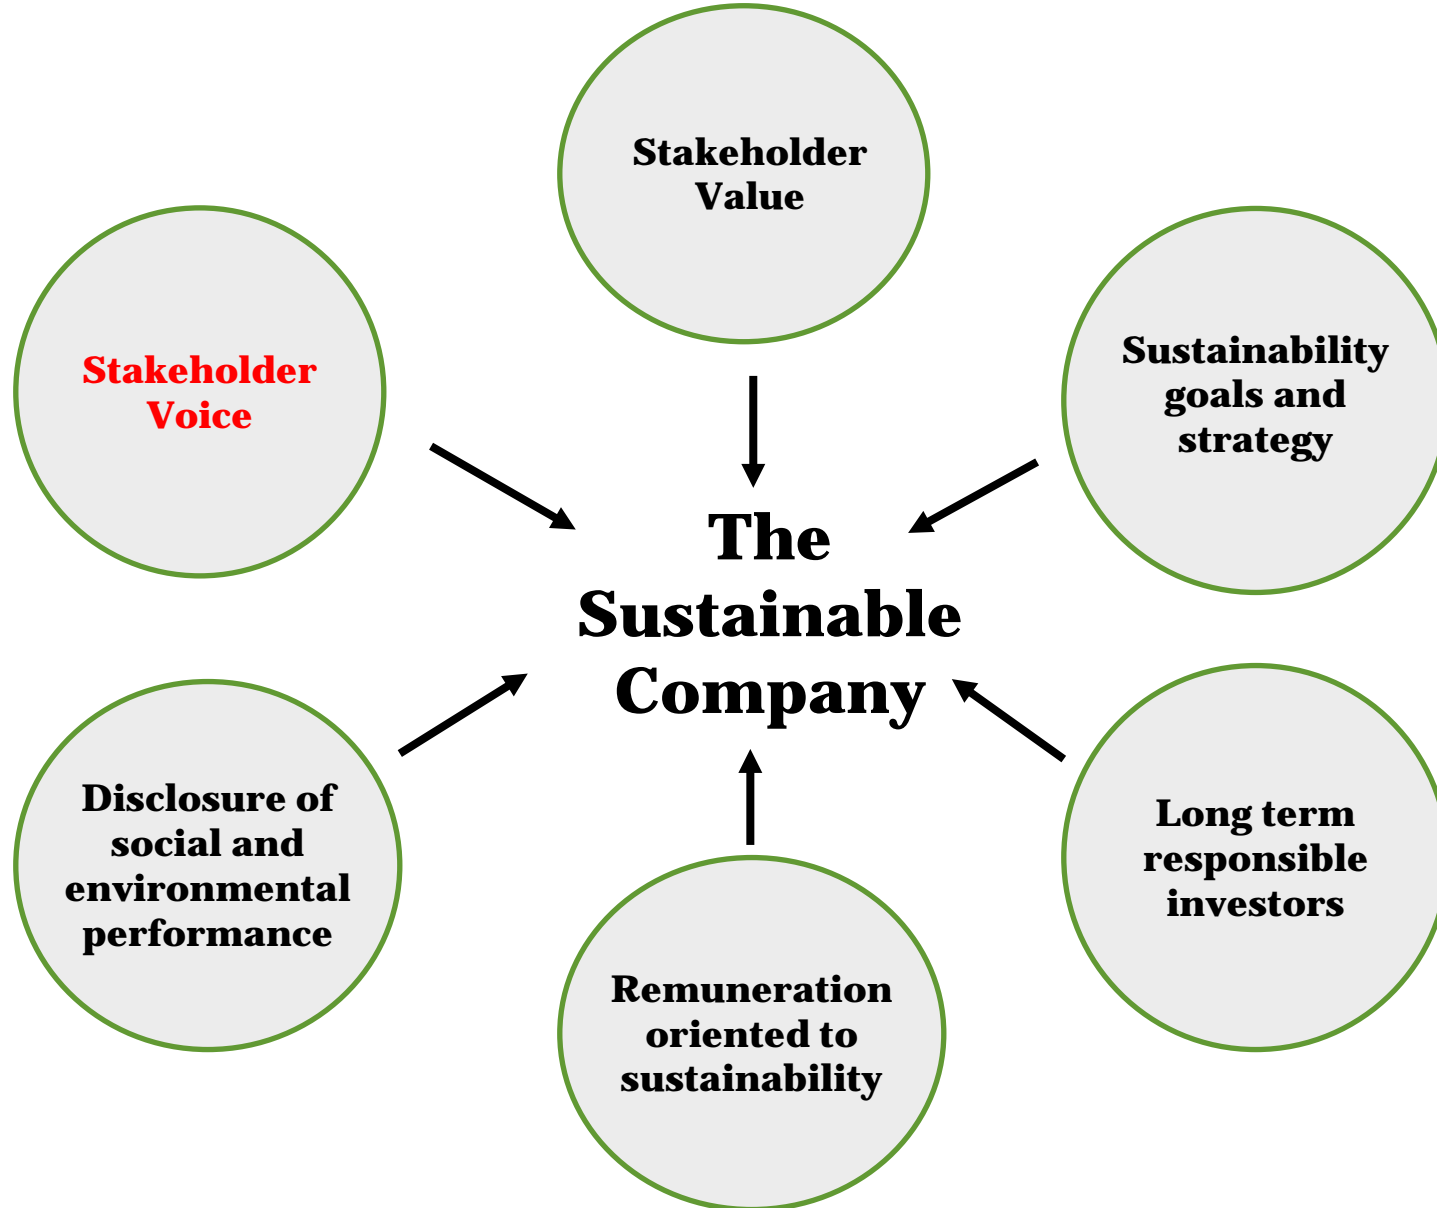 Stakeholder
Value
Stakeholder
Voice
Sustainability
goals and
strategy
The
Sustainable
Company
Disclosure of
social and
environmental
performance
Long term
responsible
investors
Remuneration
oriented to
sustainability